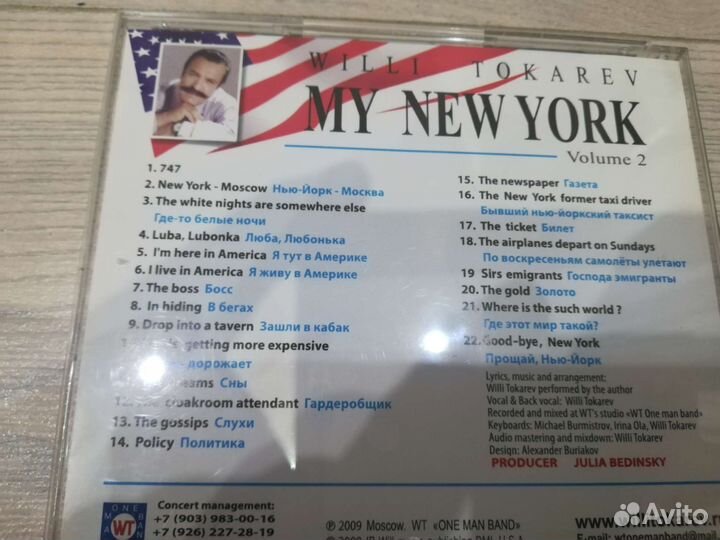 WILLI TOKAREV
MY NEW YORK
Volume 2
1. 747
2. New York - Moscow Нью-Йорк - Москва
3. The white nights are somewhere else
Где-то белые ночи
4. Luba, Lubonka Люба, Любонька
5. I'm here in America Я тут в Америке
6. I live in America Я живу в Америке
7. The boss Босс
8. In hiding В бегах
9. Drop into a tavern Зашли в кабак
getting more expensive
дорожает
Сны
12. cloakroom attendant Гардеробщик
13. The gossips Слухи
14. Policy Политика
15. The newspaper Газета
16. The New York former taxi driver
Бывший нью-йоркский таксист
17. The ticket Билет
18. The airplanes depart on Sundays
По воскресеньям самолёты улетают
19 Sirs emigrants Господа эмигранты
20. The gold Золото
21. Where is the such world ?
Где этот мир такой?
22. Good-bye, New York
Прощай, Нью-Йорк
Lyrics, music and arrangement:
Willi Tokarev performed by the author
Vocal & Back vocal: Willi Tokarev
Recorded and mixed at WT's studio «WT One man band»
Keyboards: Michael Burmistrov, Irina Ola, Willi Tokarev
Audio mastering and mixdown: Willi Tokarev
Design: Alexander Buriakov
PRODUCER JULIA BEDINSKY
ONE
MAN
BAND
WT
Concert management:
+7 (903) 983-00-16
+7 (926) 227-28-19
℗ 2009 Moscow. WT «ONE MAN BAND»
Avito